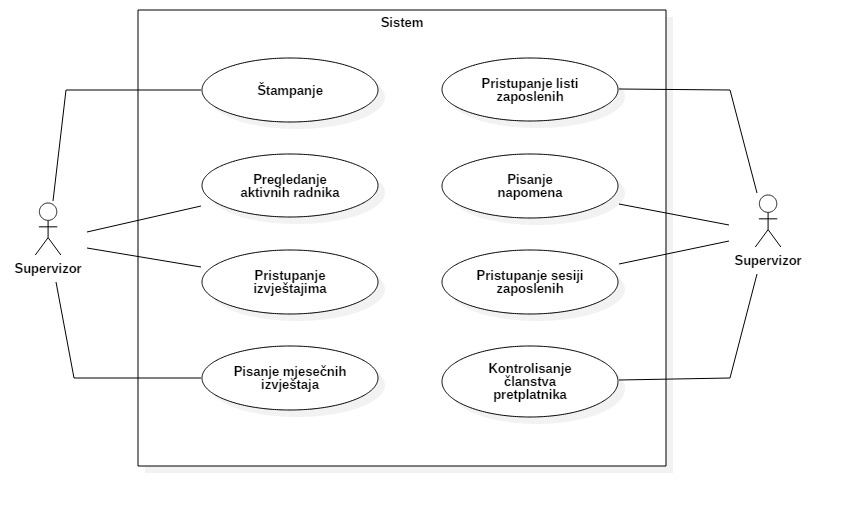 Sistem
Štampanje
Pregledanje
aktivnih radnika
Pristupanje
izvještajima
Pisanje mjesečnih
izvještaja
Pristupanje listi
zaposlenih
Pisanje
napomena
Pristupanje sesiji
zaposlenih
Kontrolisanje
članstva
pretplatnika
Supervizor
Supervizor